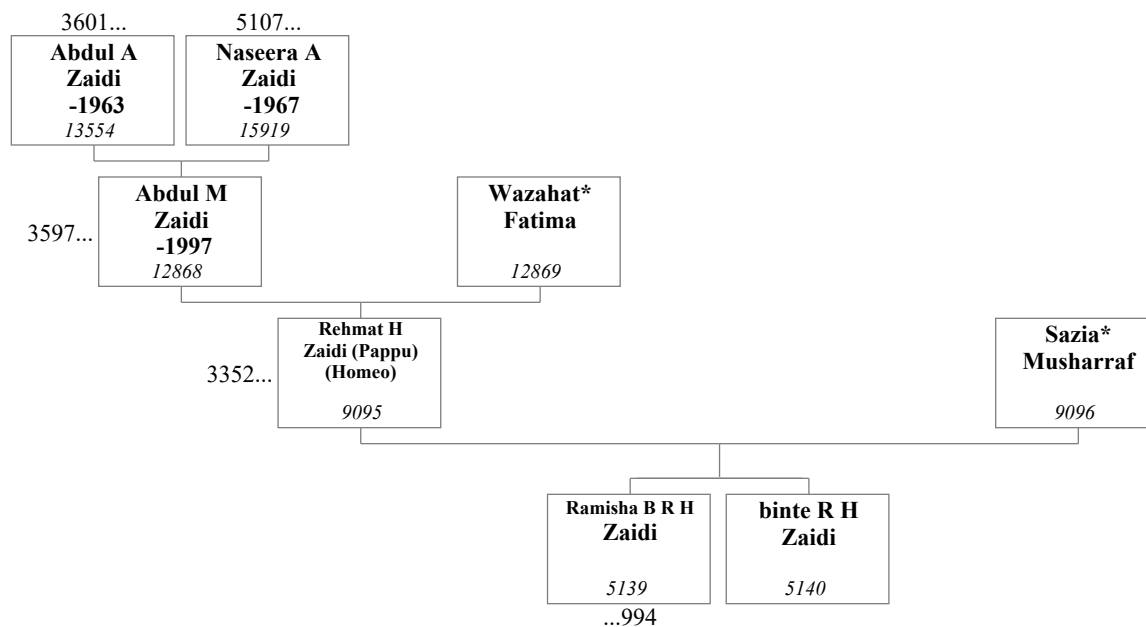 3601...
5107...
Abdul A
Zaidi
-1963
13554
Naseera A
Zaidi
-1967
15919
3597...
Abdul M
Zaidi
-1997
12868
Wazahat*
Fatima
12869
3352...
Rehmat H
Zaidi (Pappu)
(Homeo)
9095
Sazia*
Musharraf
9096
Ramisha B R H
Zaidi
5139
binte R H
Zaidi
5140
...994